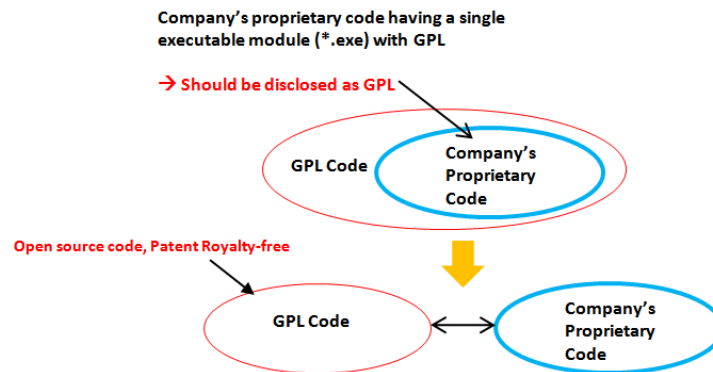 Company's proprietary code having a single
executable module (*.exe) with GPL
→ Should be disclosed as GPL
GPL Code
Company's
Proprietary
Code
Open source code, Patent Royalty-free
GPL Code
Company's
Proprietary
Code